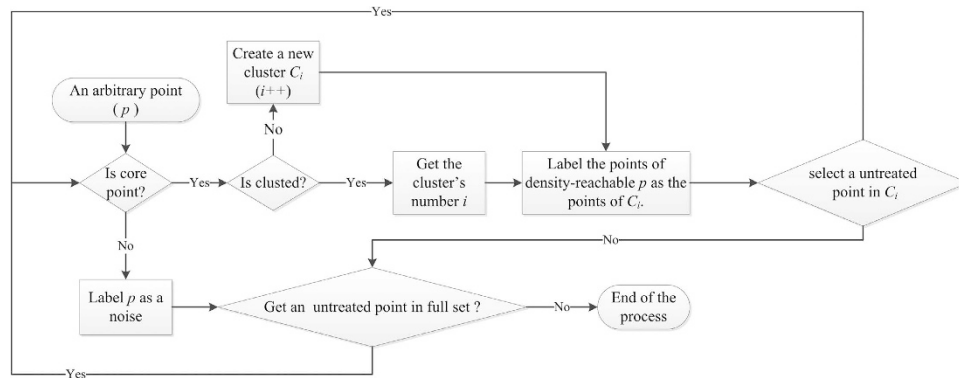 Yes
Create a new
cluster Ci
(i++)
An arbitrary point
( p )
No
Is core
point?
Yes
Is clusted?
Yes
Get the
cluster's
number i
Label the points of
density-reachable p as the
points of Ci.
select a untreated
point in Ci
No
No
Label p as a
noise
Get an untreated point in full set ?
No
End of the
process
Yes